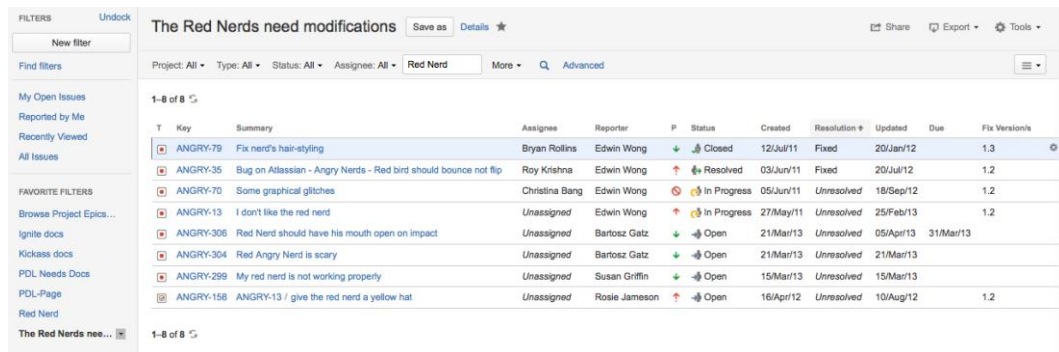 FILTERS Undock
New filter
Find filters
My Open Issues
Reported by Me
Recently Viewed
All Issues
FAVORITE FILTERS
Browse Project Epics...
Ignite docs
Kickass docs
PDL Needs Docs
PDL-Page
Red Nerd
The Red Nerds nee...
The Red Nerds need modifications Save as Details Share Export Tools
Project: All Type: All Status: All Assignee: All Red Nerd More Advanced
1–8 of 8
T Key Summary Assignee Reporter P Status Created Resolution Updated Due Fix Version/s
ANGRY-79 Fix nerd's hair-styling Bryan Rollins Edwin Wong Closed 12/Jul/11 Fixed 20/Jan/12 1.3
ANGRY-35 Bug on Atlassian - Angry Nerds - Red bird should bounce not flip Roy Krishna Edwin Wong Resolved 03/Jun/11 Fixed 20/Jul/12 1.2
ANGRY-70 Some graphical glitches Christina Bang Edwin Wong In Progress 05/Jun/11 Unresolved 18/Sep/12 1.2
ANGRY-13 I don't like the red nerd Unassigned Edwin Wong In Progress 27/May/11 Unresolved 25/Feb/13 1.2
ANGRY-306 Red Nerd should have his mouth open on impact Unassigned Bartosz Gatz Open 21/Mar/13 Unresolved 05/Apr/13 31/Mar/13
ANGRY-304 Red Angry Nerd is scary Unassigned Bartosz Gatz Open 21/Mar/13 Unresolved 21/Mar/13
ANGRY-299 My red nerd is not working properly Unassigned Susan Griffin Open 15/Mar/13 Unresolved 15/Mar/13
ANGRY-158 ANGRY-13 / give the red nerd a yellow hat Unassigned Rosie Jameson Open 16/Apr/12 Unresolved 10/Aug/12 1.2
1–8 of 8